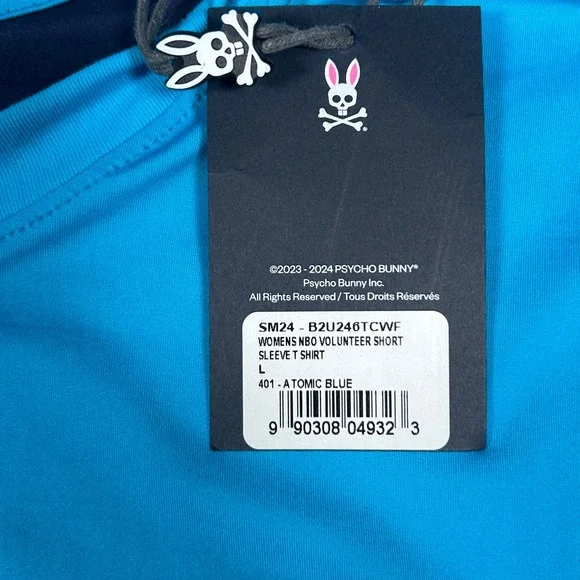 ®
©2023 - 2024 PSYCHO BUNNY®
Psycho Bunny Inc.
All Rights Reserved / Tous Droits Réservés
SM24 - B2U246TCWF
WOMENS NBO VOLUNTEER SHORT
SLEEVE T SHIRT
L
401 - ATOMIC BLUE
9 90308 04932 3